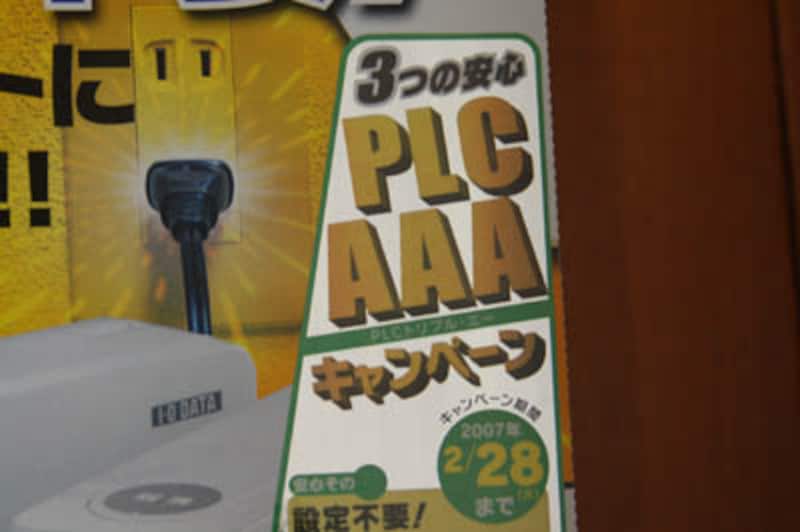 トに
!!
I-O DATA
3つの安心
PLC
AAA
PLCトリプル・エー
キャンペーン
キャンペーン期間
2007年
2/28(水)
まで
安心その
設定不要!